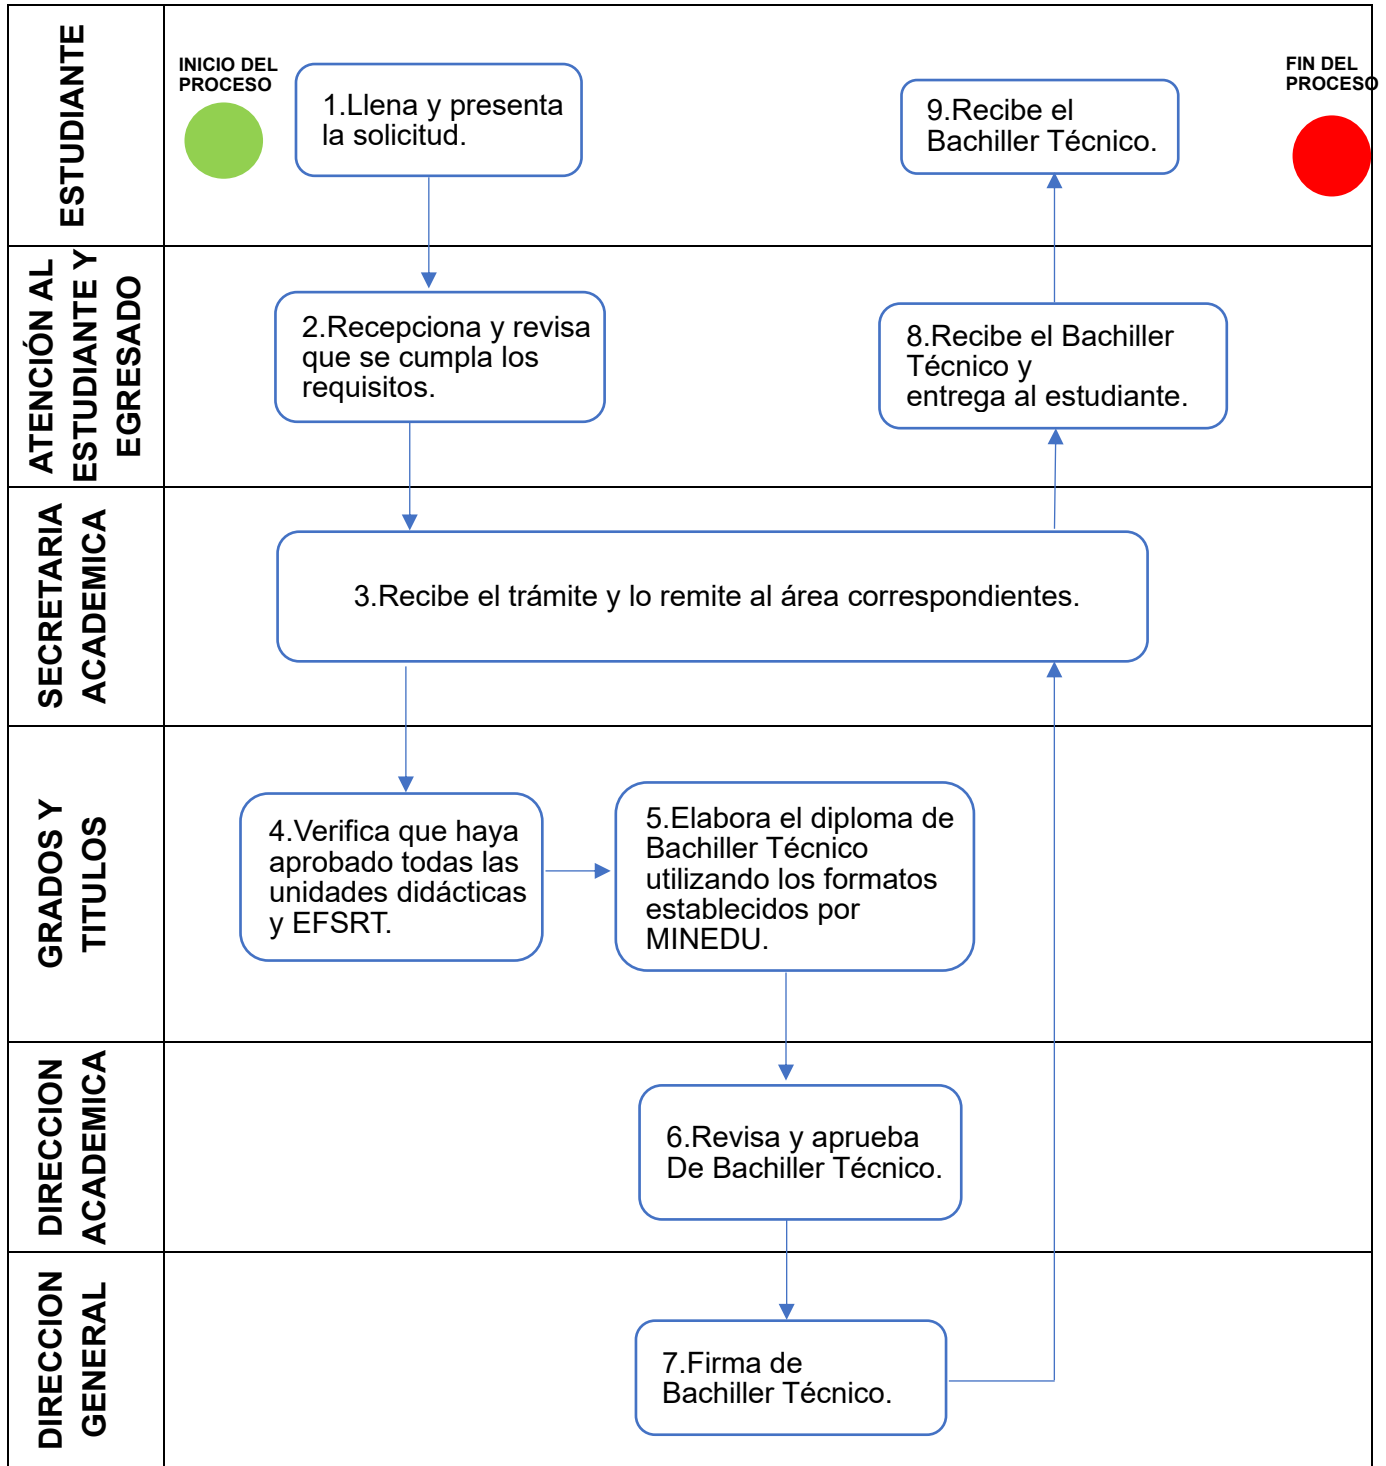 ESTUDIANTE
INICIO DEL
PROCESO
1.Llena y presenta
la solicitud.
9.Recibe el
Bachiller Técnico.
FIN DEL
PROCESO
ATENCIÓN AL
ESTUDIANTE Y
EGRESADO
2.Recepciona y revisa
que se cumpla los
requisitos.
8.Recibe el Bachiller
Técnico y
entrega al estudiante.
SECRETARIA
ACADEMICA
3.Recibe el trámite y lo remite al área correspondientes.
GRADOS Y
TITULOS
4.Verifica que haya
aprobado todas las
unidades didácticas
y EFSRT.
5.Elabora el diploma de
Bachiller Técnico
utilizando los formatos
establecidos por
MINEDU.
DIRECCION
ACADEMICA
6.Revisa y aprueba
De Bachiller Técnico.
DIRECCION
GENERAL
7.Firma de
Bachiller Técnico.